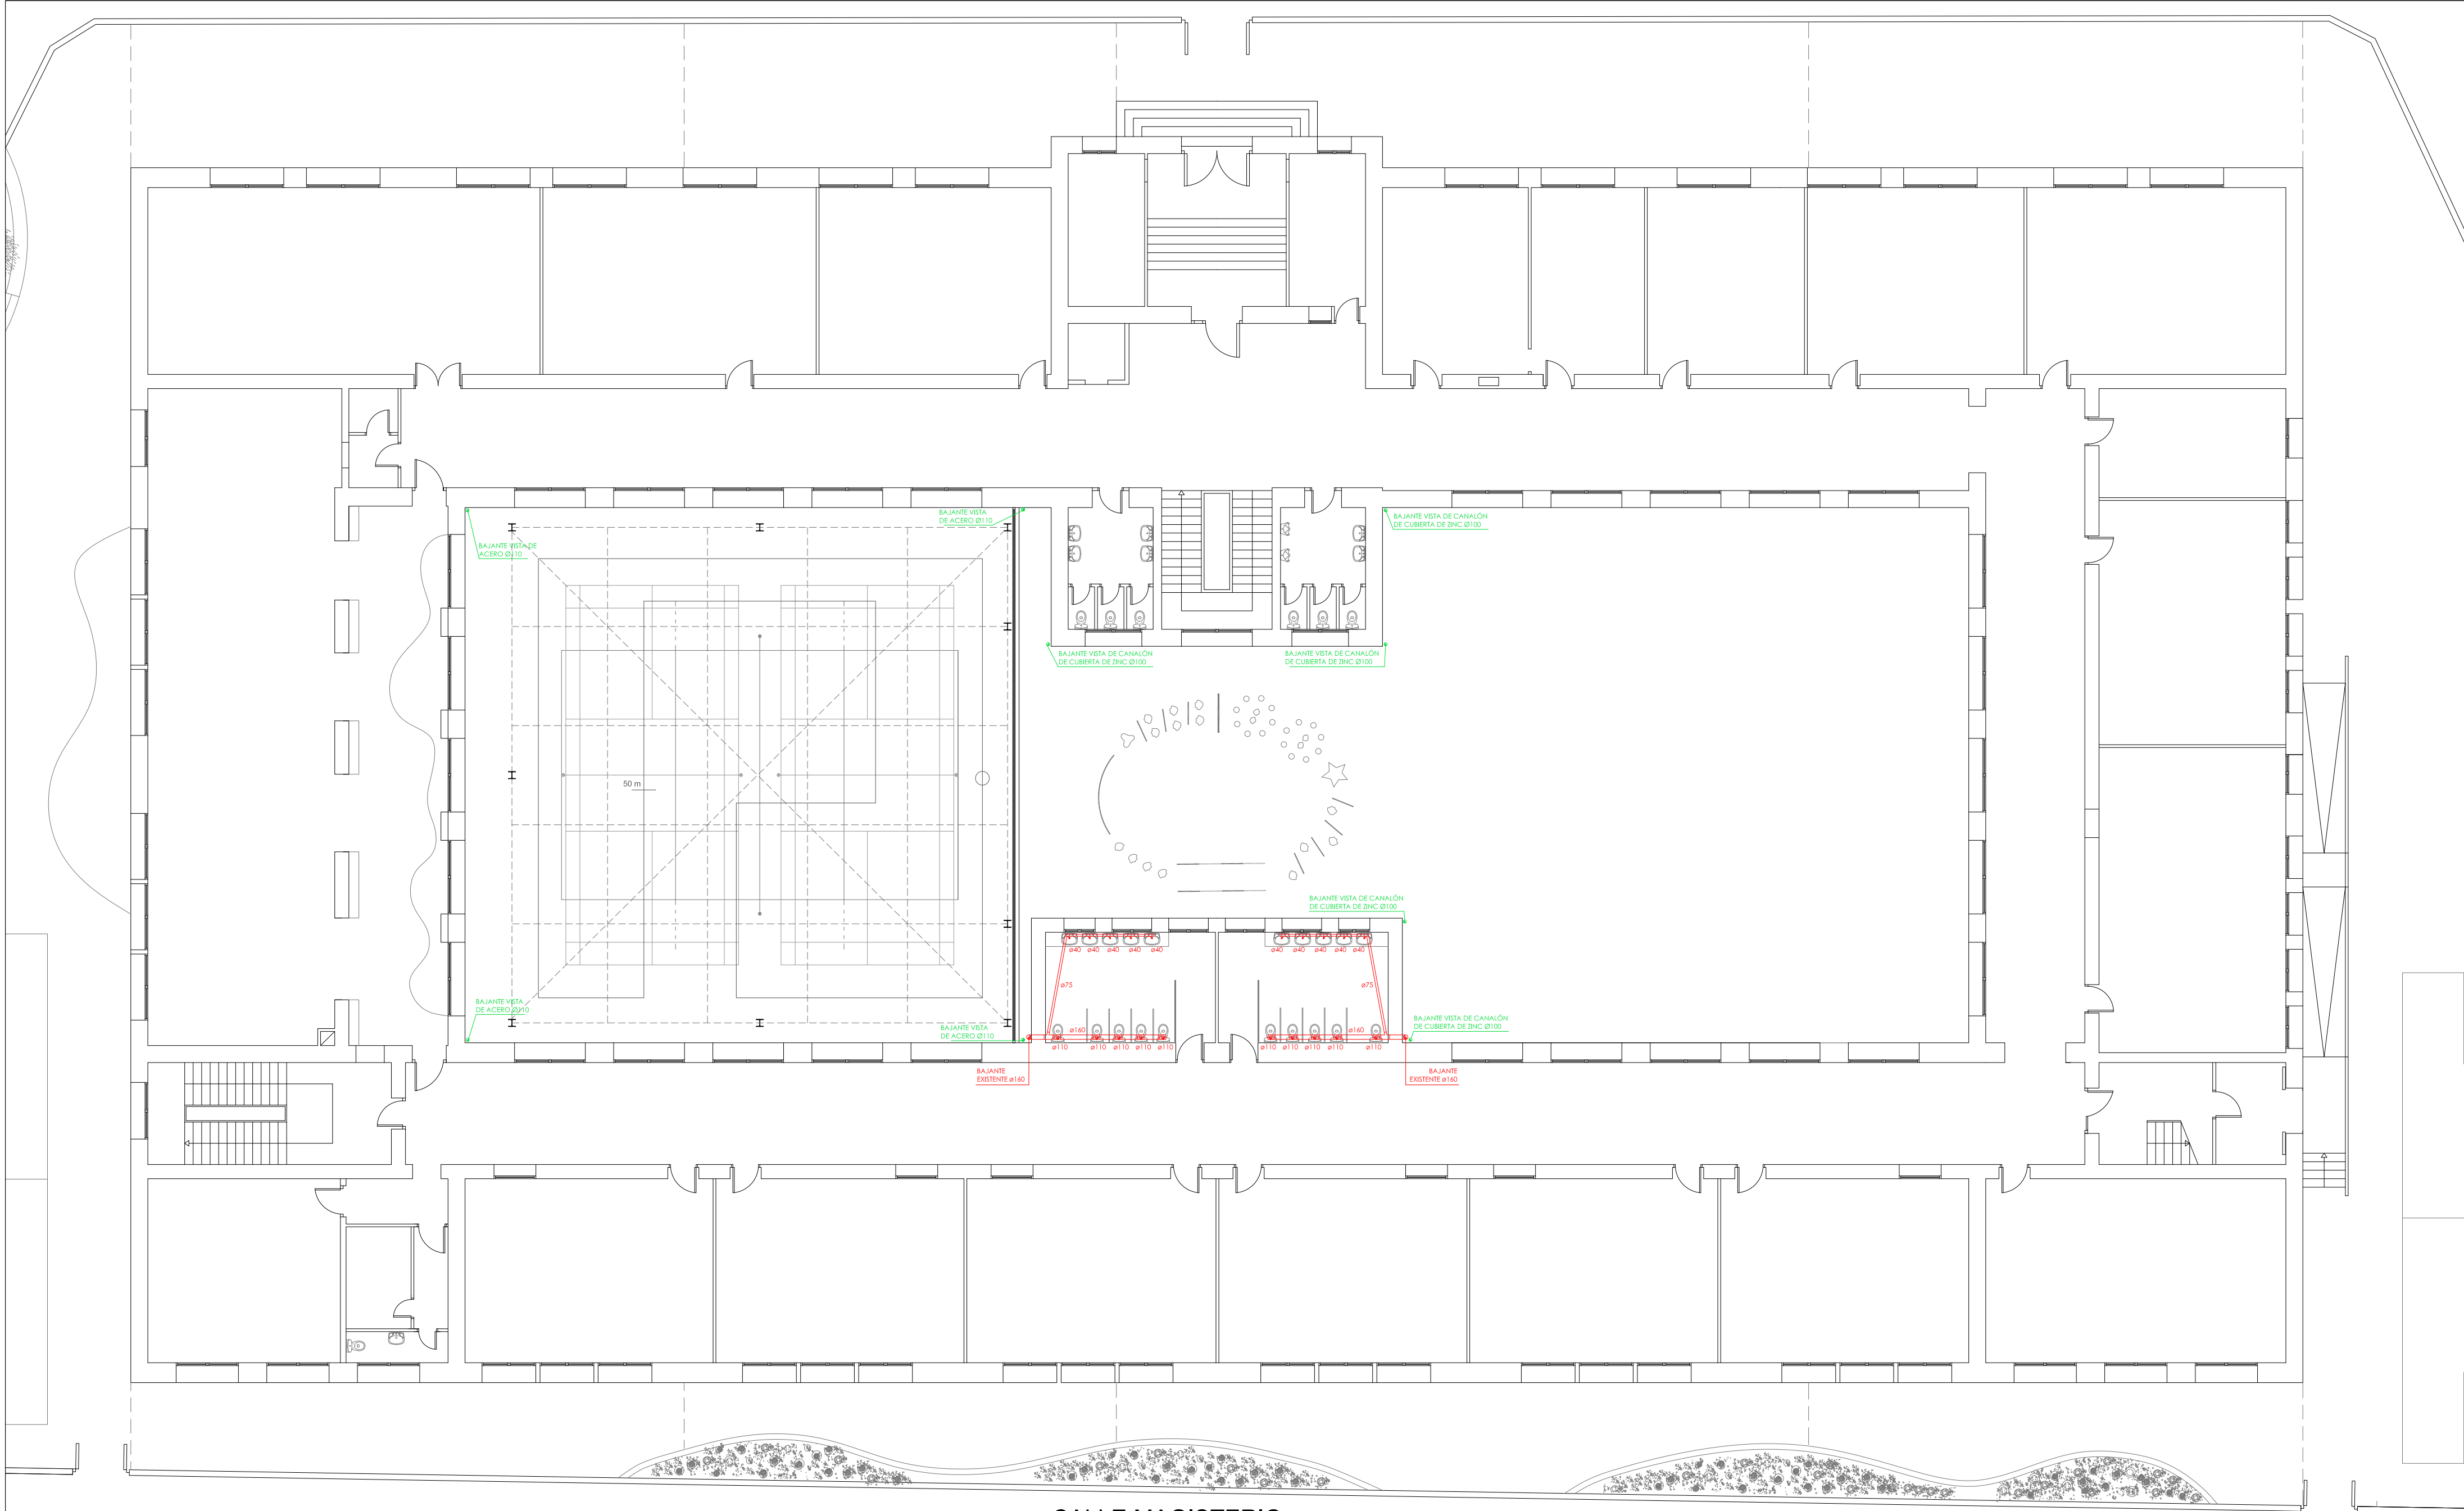 BAJANTE VISTA DE
ACERO Ø110
BAJANTE VISTA
DE ACERO Ø110
BAJANTE VISTA DE CANALÓN
DE CUBIERTA DE ZINC Ø100
BAJANTE VISTA DE CANALÓN
DE CUBIERTA DE ZINC Ø100
BAJANTE VISTA DE CANALÓN
DE CUBIERTA DE ZINC Ø100
50 m
BAJANTE VISTA DE CANALÓN
DE CUBIERTA DE ZINC Ø100
ø40 ø40 ø40 ø40 ø40
ø40 ø40 ø40 ø40 ø40
ø75
ø75
BAJANTE VISTA
DE ACERO Ø110
BAJANTE VISTA
DE ACERO Ø110
BAJANTE VISTA DE CANALÓN
DE CUBIERTA DE ZINC Ø100
ø160
ø160
ø110 ø110 ø110 ø110 ø110
ø110 ø110 ø110 ø110 ø110
BAJANTE
EXISTENTE ø160
BAJANTE
EXISTENTE ø160
CALLE MAGISTERIO